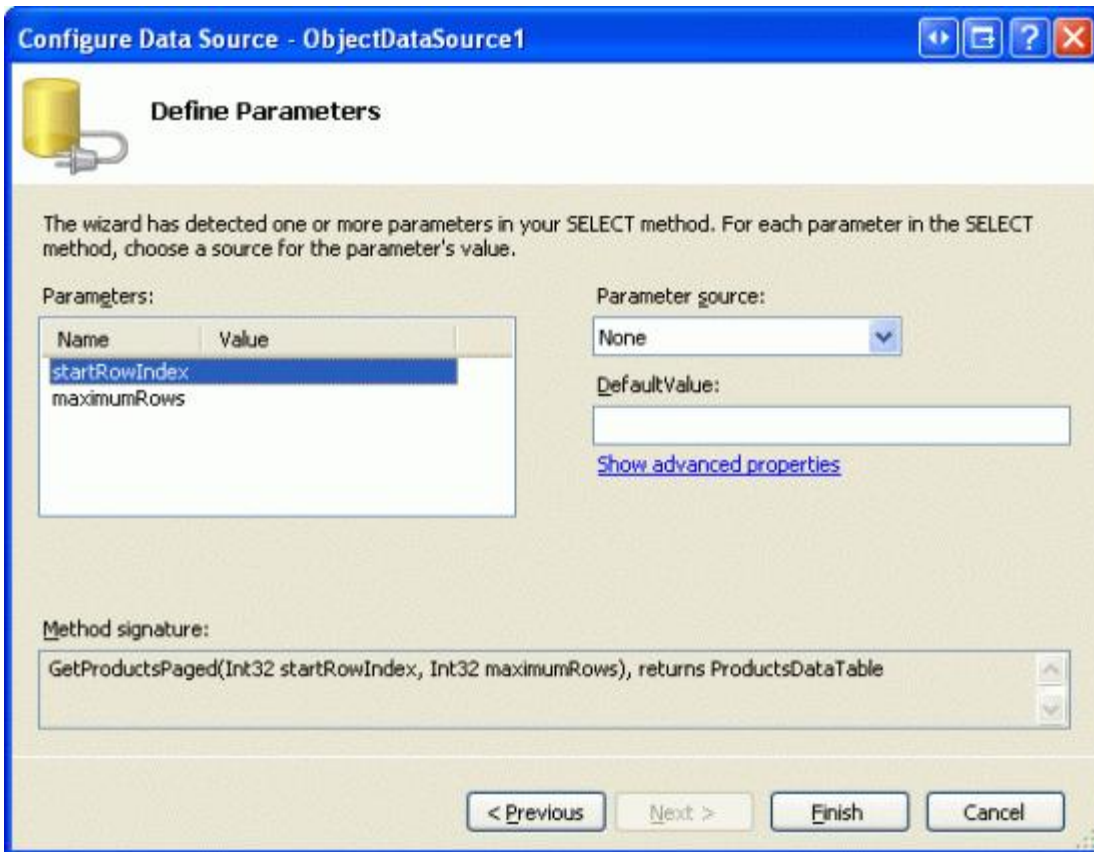 Configure Data Source - ObjectDataSource1
Define Parameters
The wizard has detected one or more parameters in your SELECT method. For each parameter in the SELECT
method, choose a source for the parameter's value.
Parameters:
Name Value
startRowIndex
maximumRows
Parameter source:
None
DefaultValue:
Show advanced properties
Method signature:
GetProductsPaged(Int32 startRowIndex, Int32 maximumRows), returns ProductsDataTable
< Previous Next > Finish Cancel